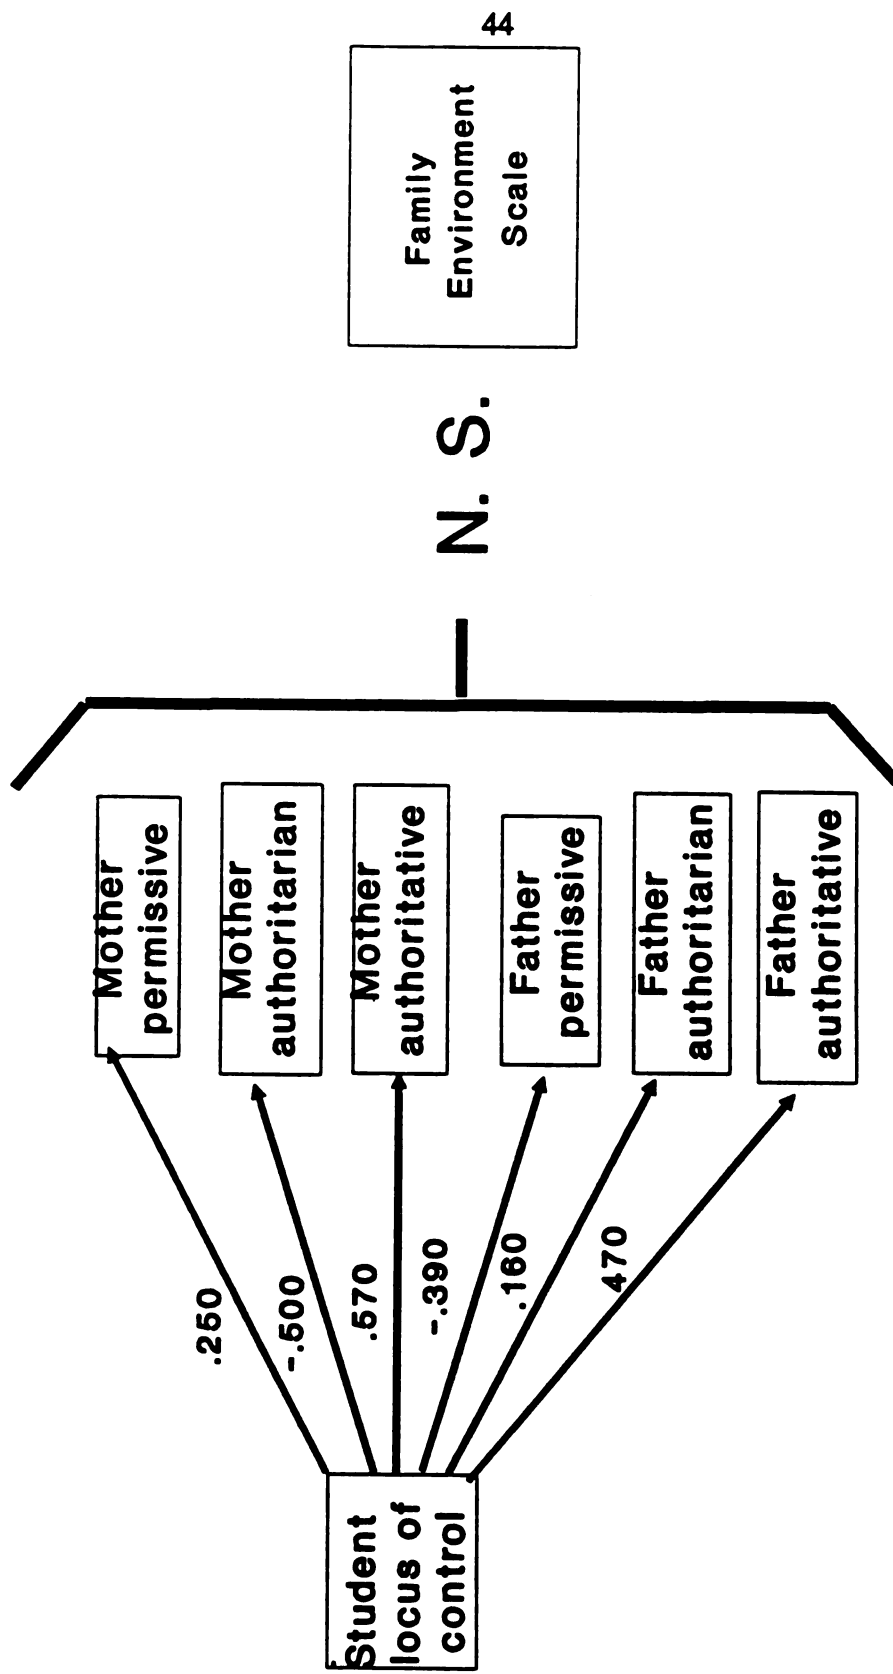 44
Student
locus of
control
.250
-.500
.570
-.390
.160
470
Mother
permissive
Mother
authoritarian
Mother
authoritative
Father
permissive
Father
authoritarian
Father
authoritative
N. S.
Family
Environment
Scale